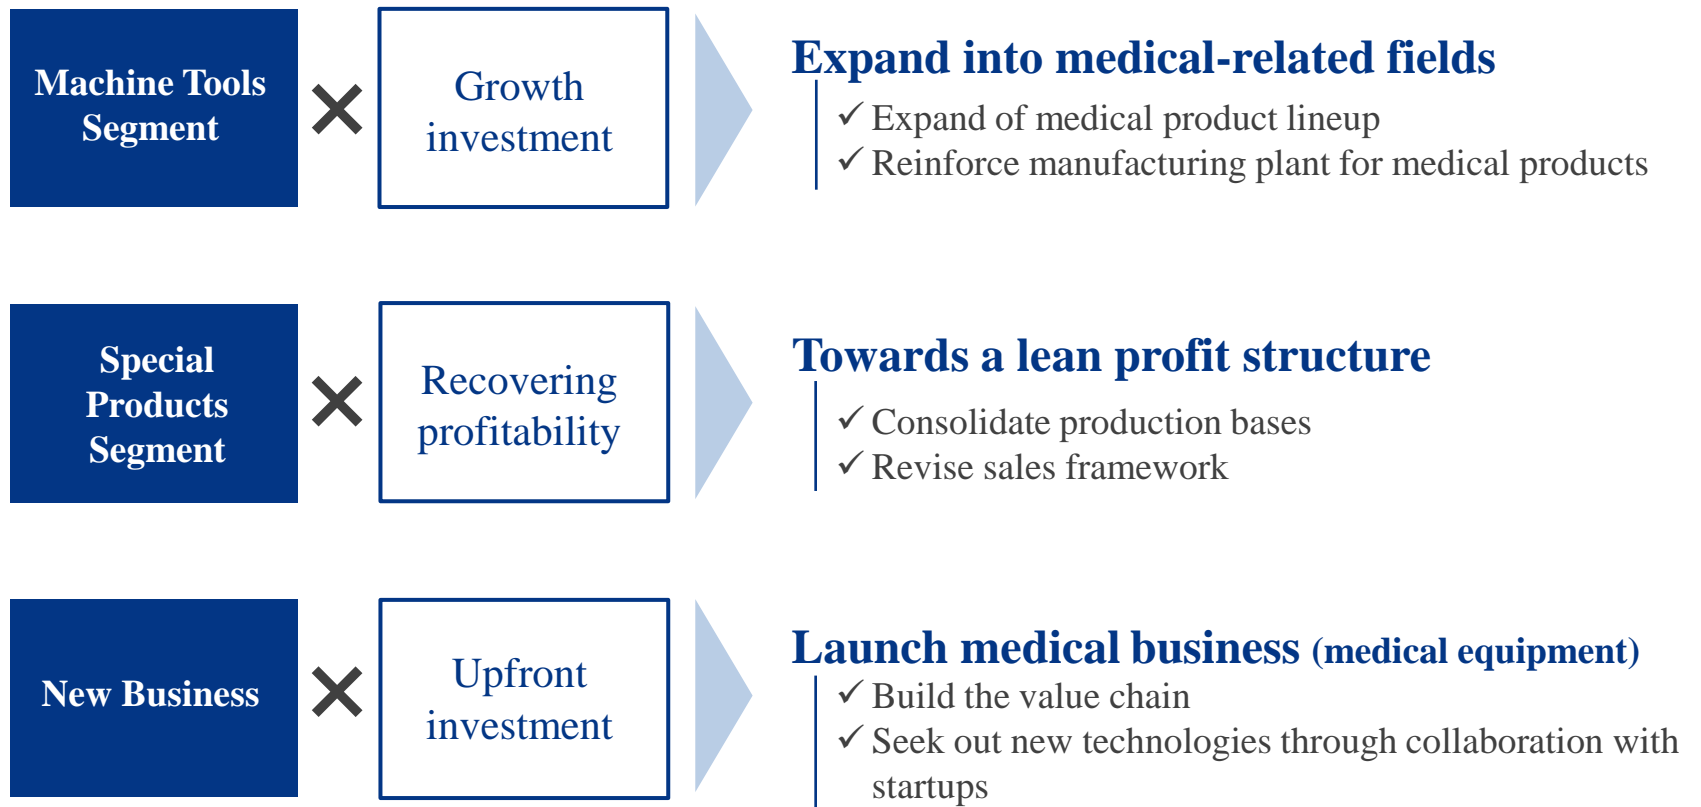 Machine Tools
Segment
×
Growth
investment
Expand into medical-related fields
✓ Expand of medical product lineup
✓ Reinforce manufacturing plant for medical products
Special
Products
Segment
×
Recovering
profitability
Towards a lean profit structure
✓ Consolidate production bases
✓ Revise sales framework
New Business
×
Upfront
investment
Launch medical business (medical equipment)
✓ Build the value chain
✓ Seek out new technologies through collaboration with
startups